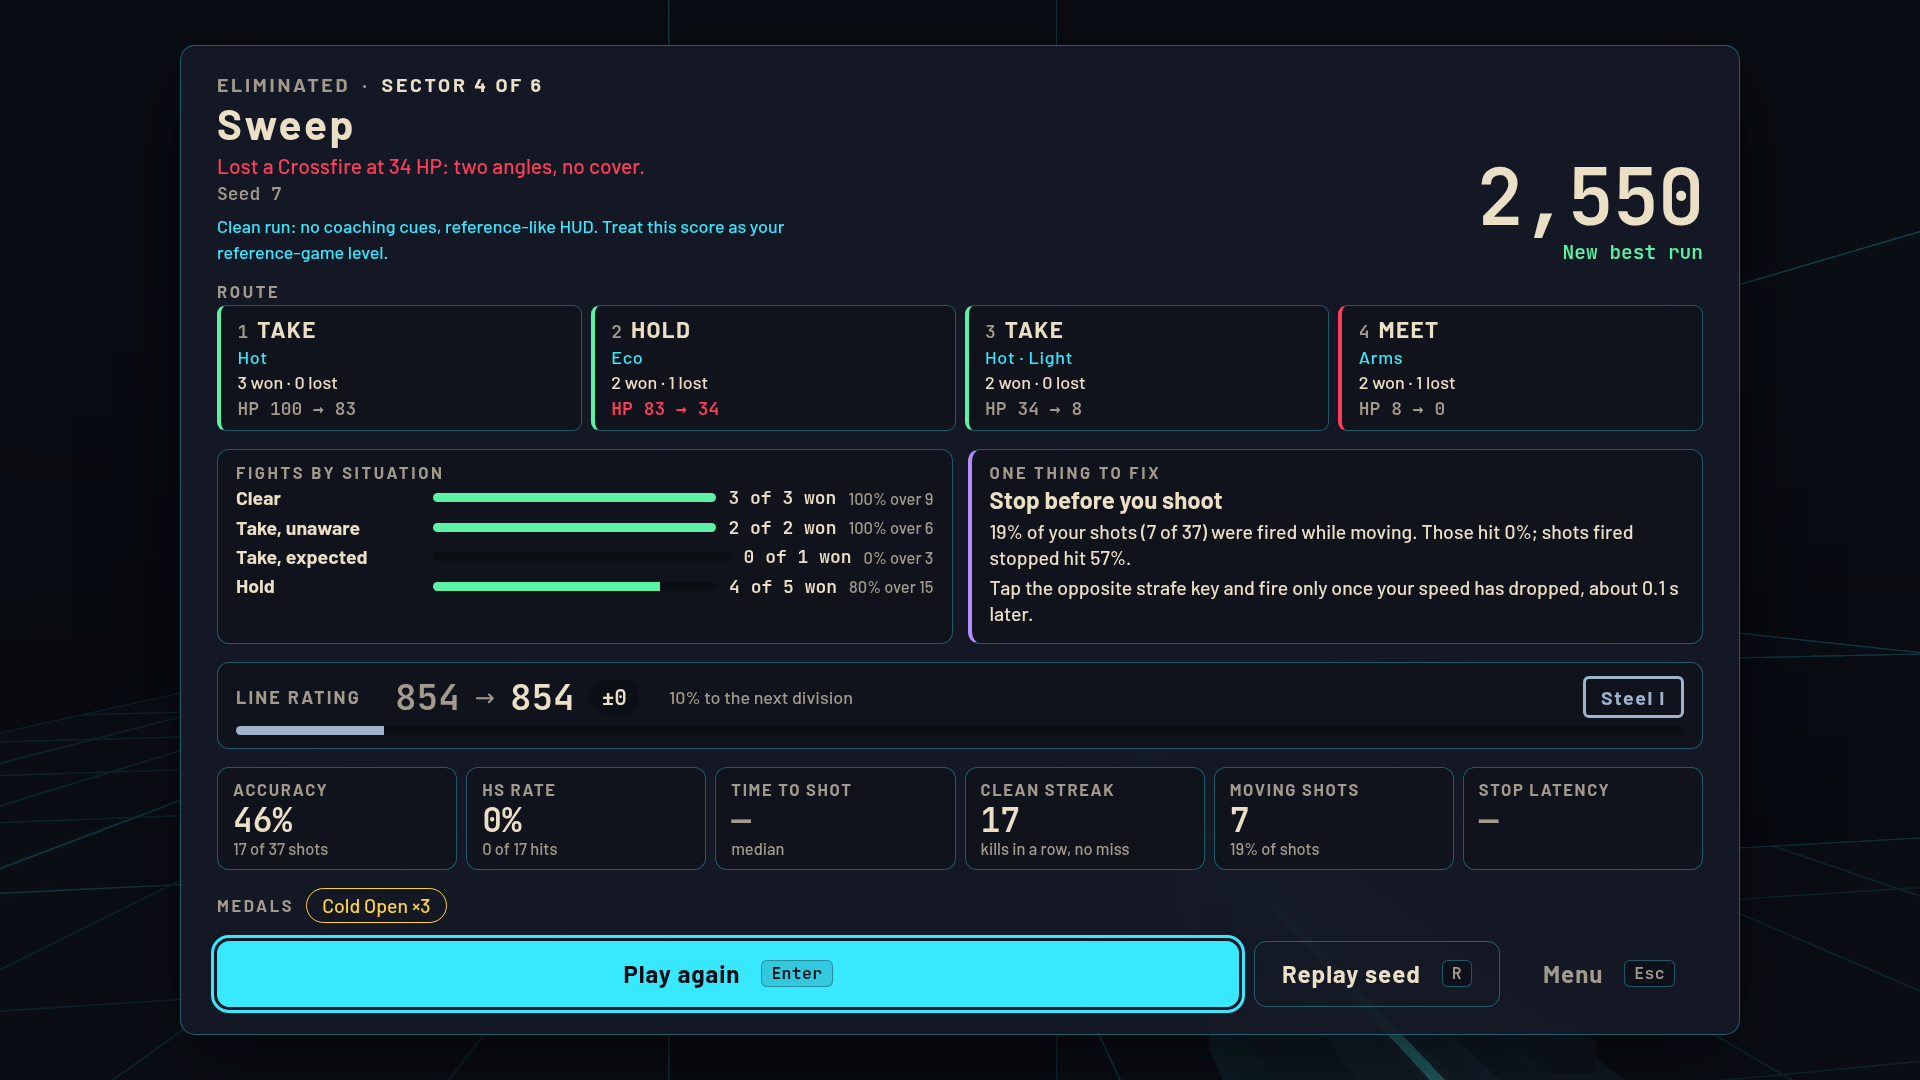 ELIMINATED · SECTOR 4 OF 6
Sweep
Lost a Crossfire at 34 HP: two angles, no cover.
Seed 7
Clean run: no coaching cues, reference-like HUD. Treat this score as your
reference-game level.
2,550
New best run
ROUTE
1 TAKE
Hot
3 won · 0 lost
HP 100 → 83
2 HOLD
Eco
2 won · 1 lost
HP 83 → 34
3 TAKE
Hot · Light
2 won · 0 lost
HP 34 → 8
4 MEET
Arms
2 won · 1 lost
HP 8 → 0
FIGHTS BY SITUATION
Clear 3 of 3 won 100% over 9
Take, unaware 2 of 2 won 100% over 6
Take, expected 0 of 1 won 0% over 3
Hold 4 of 5 won 80% over 15
ONE THING TO FIX
Stop before you shoot
19% of your shots (7 of 37) were fired while moving. Those hit 0%; shots fired
stopped hit 57%.
Tap the opposite strafe key and fire only once your speed has dropped, about 0.1 s
later.
LINE RATING 854 → 854 ±0 10% to the next division Steel I
ACCURACY
46%
17 of 37 shots
HS RATE
0%
0 of 17 hits
TIME TO SHOT
—
median
CLEAN STREAK
17
kills in a row, no miss
MOVING SHOTS
7
19% of shots
STOP LATENCY
—
MEDALS Cold Open ×3
Play again Enter
Replay seed R
Menu Esc